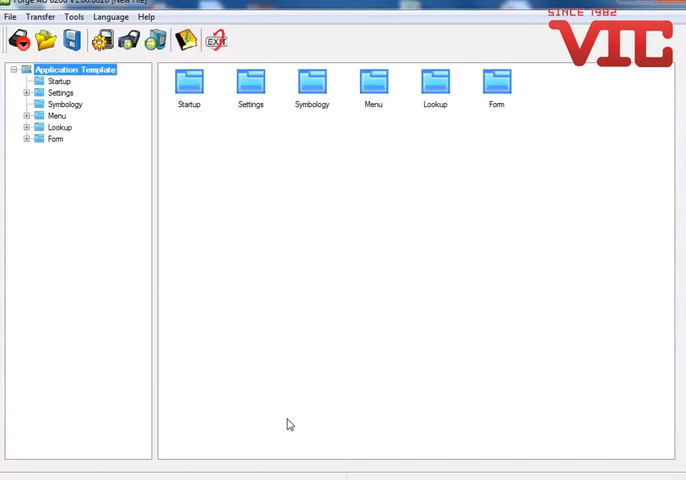 Forge AG 8200 V1.00.0020 [New File]
SINCE 1982
VIC
File Transfer Tools Language Help
EXIT
Application Template
Startup
Settings
Symbology
Menu
Lookup
Form
Startup Settings Symbology Menu Lookup Form